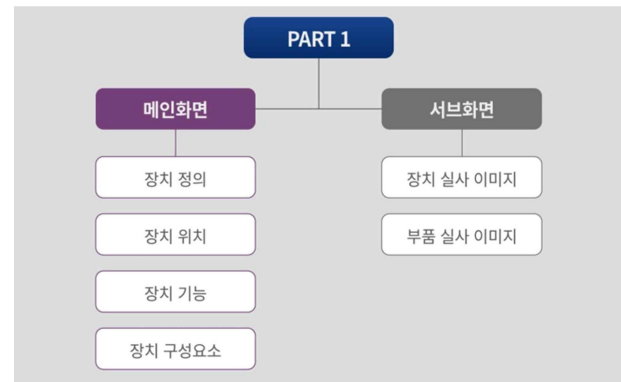 PART 1
메인화면
서브화면
장치 정의
장치 실사 이미지
장치 위치
부품 실사 이미지
장치 기능
장치 구성요소